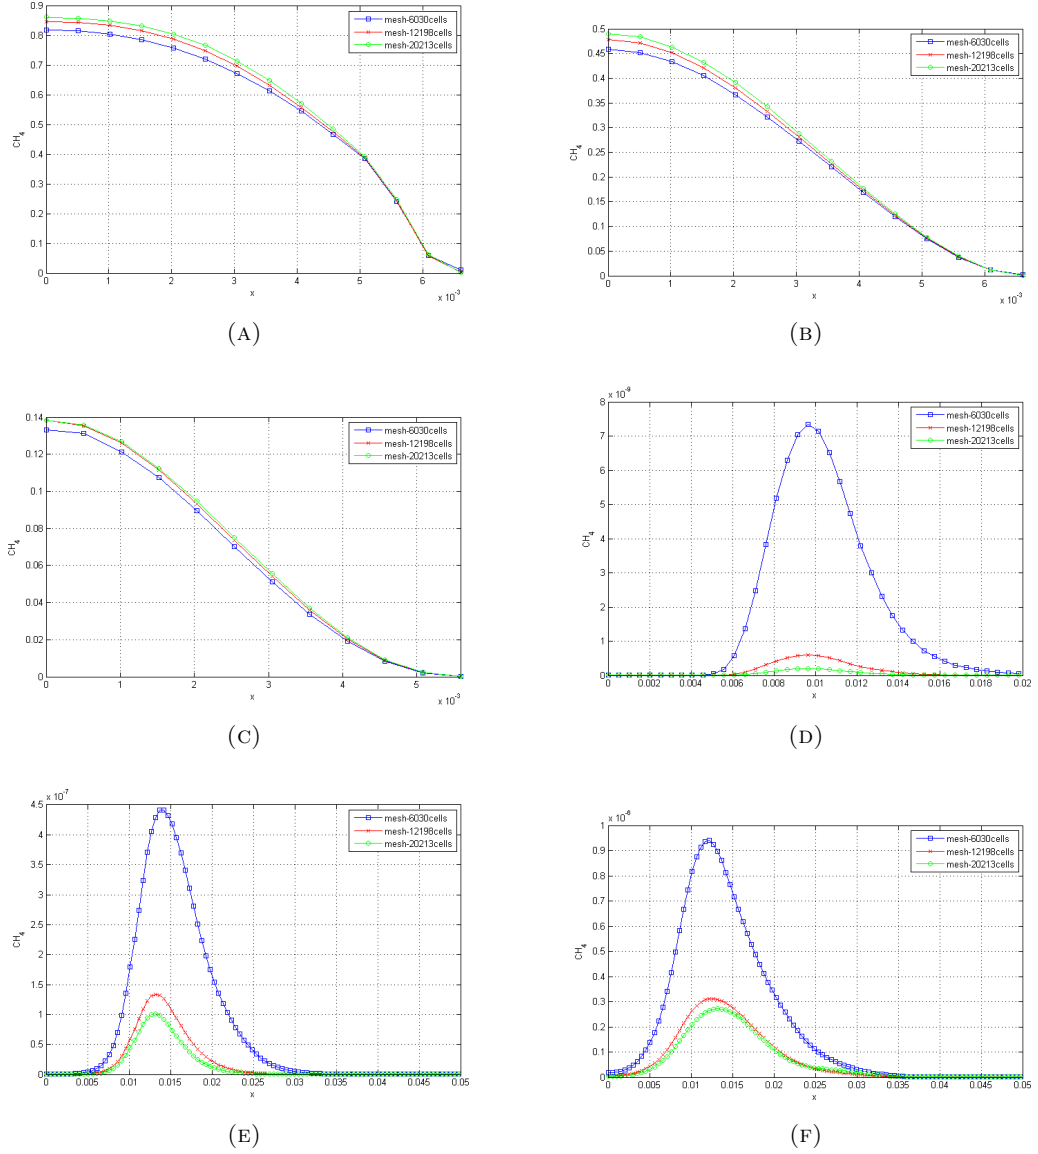 0.9
0.8
0.7
0.6
0.5
0.4
0.3
0.2
0.1
0
CH4
0 1 2 3 4 5 6
x
x 10-3
mesh-6030cells
mesh-12198cells
mesh-20213cells
(A)
0.5
0.45
0.4
0.35
0.3
0.25
0.2
0.15
0.1
0.05
0
CH4
0 1 2 3 4 5 6
x
x 10-3
mesh-6030cells
mesh-12198cells
mesh-20213cells
(B)
0.14
0.12
0.1
0.08
0.06
0.04
0.02
0
CH4
0 1 2 3 4 5
x
x 10-3
mesh-6030cells
mesh-12198cells
mesh-20213cells
(C)
x 10-9
8
7
6
5
4
3
2
1
0
CH4
0 0.002 0.004 0.006 0.008 0.01 0.012 0.014 0.016 0.018 0.02
x
mesh-6030cells
mesh-12198cells
mesh-20213cells
(D)
x 10-7
4.5
4
3.5
3
2.5
2
1.5
1
0.5
0
CH4
0 0.005 0.01 0.015 0.02 0.025 0.03 0.035 0.04 0.045 0.05
x
mesh-6030cells
mesh-12198cells
mesh-20213cells
(E)
1
0.9
0.8
0.7
0.6
0.5
0.4
0.3
0.2
0.1
0
CH4
0 0.005 0.01 0.015 0.02 0.025 0.03 0.035 0.04 0.045 0.05
x
mesh-6030cells
mesh-12198cells
mesh-20213cells
(F)